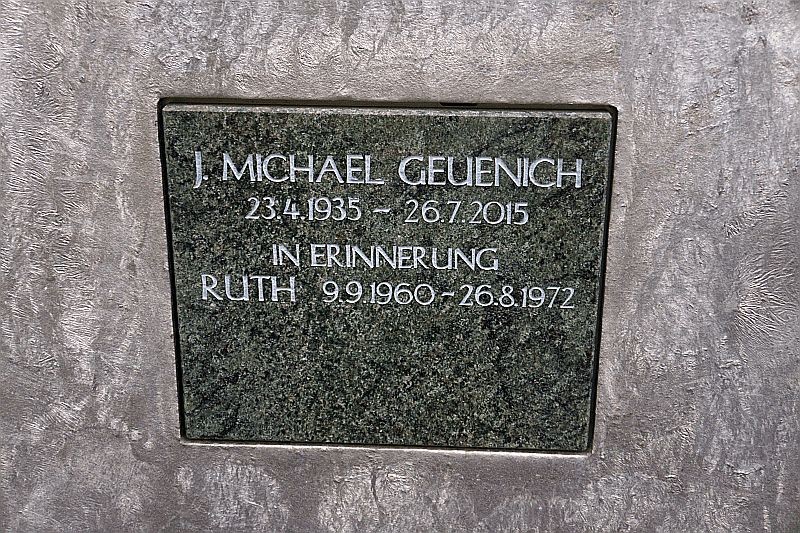 J. MICHAEL GEUENICH
23.4.1935 – 26.7.2015
IN ERINNERUNG
RUTH 9.9.1960 – 26.8.1972